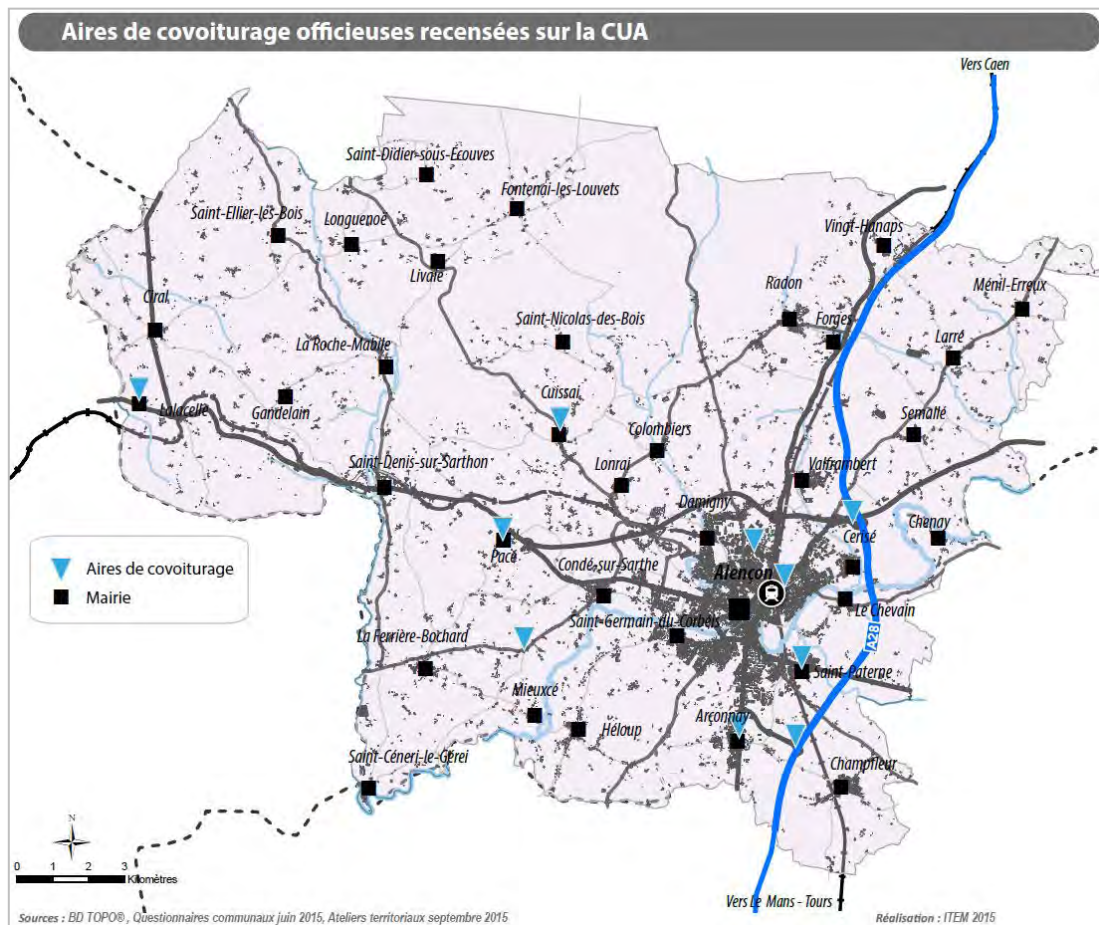 Aires de covoiturage officieuses recensées sur la CUA
Vers Caen
Saint-Didier-sous-Écouves
Fontenai-les-Louvets
Saint-Ellier-les-Bois
Longuenoë
Vingt-Hanaps
Livaie
Radon
Ménil-Erreux
Ciral
Saint-Nicolas-des-Bois
Forges
Larré
La Roche-Mabile
Cuissai
Lalacelle
Gandelain
Colombiers
Semallé
Saint-Denis-sur-Sarthon
Lonrai
Valframbert
Damigny
Chenay
Cerisé
Pacé
Condé-sur-Sarthe
Alençon
Aires de covoiturage
Mairie
Le Chevain
Saint-Germain-du-Corbéis
La Ferrière-Bochard
A28
Saint-Paterne
Mieuxcé
Arçonnay
Héloup
Saint-Céneri-le-Gérei
Champfleur
N
0 1 2 3
Kilomètres
Vers Le Mans - Tours
Sources : BD TOPO® , Questionnaires communaux juin 2015, Ateliers territoriaux septembre 2015
Réalisation : ITEM 2015